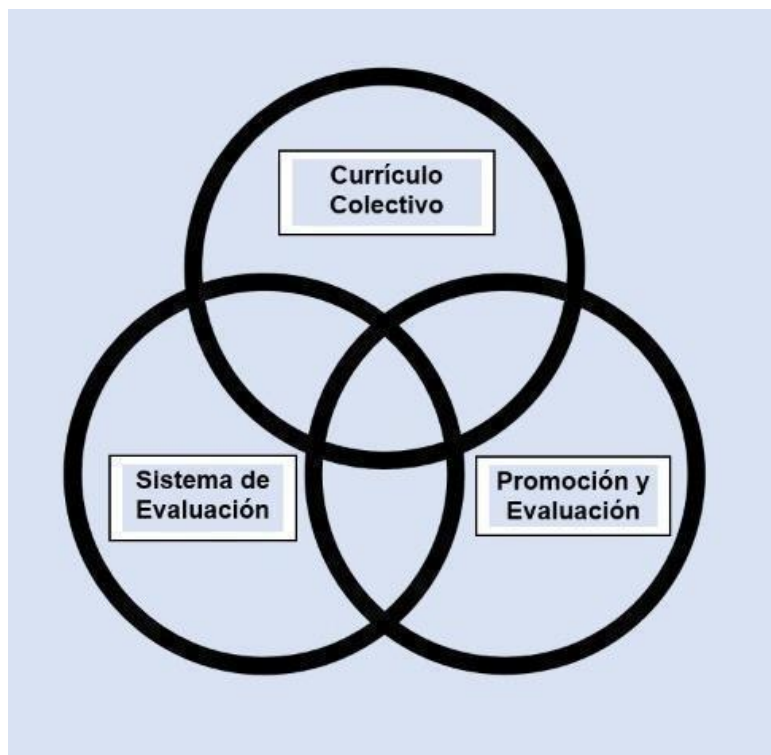 Currículo
Colectivo
Sistema de
Evaluación
Promoción y
Evaluación